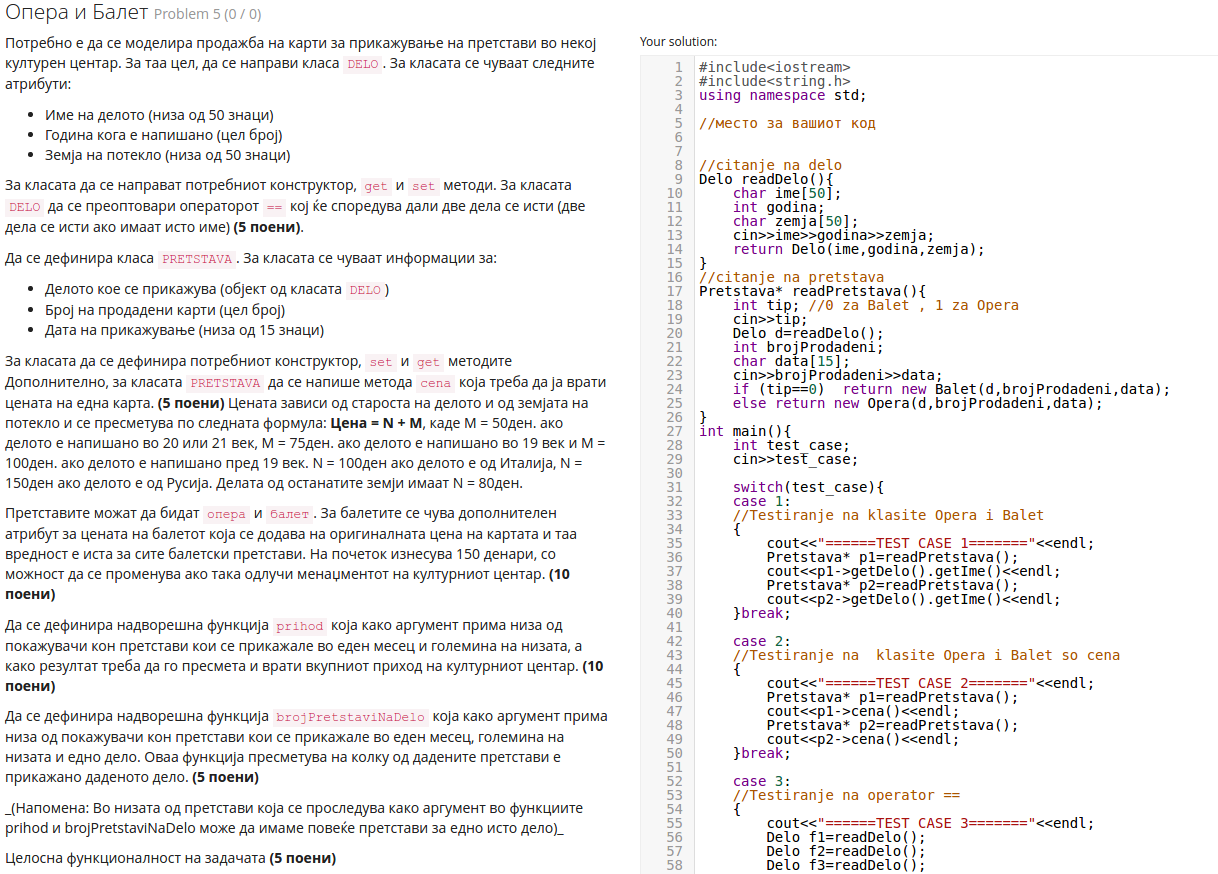 Опера и Балет Problem 5 (0 / 0)
Потребно е да се моделира продажба на карти за прикажување на претстави во некој
културен центар. За таа цел, да се направи класа DELO . За класата се чуваат следните
атрибути:
Име на делото (низа од 50 знаци)
Година кога е напишано (цел број)
Земја на потекло (низа од 50 знаци)
За класата да се направат потребниот конструктор, get и set методи. За класата
DELO да се преоптовари операторот == кој ќе споредува дали две дела се исти (две
дела се исти ако имаат исто име) (5 поени).
Да се дефинира класа PRETSTAVA . За класата се чуваат информации за:
Делото кое се прикажува (објект од класата DELO )
Број на продадени карти (цел број)
Дата на прикажување (низа од 15 знаци)
За класата да се дефинира потребниот конструктор, set и get методите
Дополнително, за класата PRETSTAVA да се напише метода cena која треба да ја врати
цената на една карта. (5 поени) Цената зависи од староста на делото и од земјата на
потекло и се пресметува по следната формула: Цена = N + M, каде M = 50ден. ако
делото е напишано во 20 или 21 век, M = 75ден. ако делото е напишано во 19 век и M =
100ден. ако делото е напишано пред 19 век. N = 100ден ако делото е од Италија, N =
150ден ако делото е од Русија. Делата од останатите земји имаат N = 80ден.
Претставите можат да бидат опера и балет . За балетите се чува дополнителен
атрибут за цената на балетот која се додава на оригиналната цена на картата и таа
вредност е иста за сите балетски претстави. На почеток изнесува 150 денари, со
можност да се променува ако така одлучи менаџментот на културниот центар. (10
поени)
Да се дефинира надворешна функција prihod која како аргумент прима низа од
покажувачи кон претстави кои се прикажале во еден месец и големина на низата, а
како резултат треба да го пресмета и врати вкупниот приход на културниот центар. (10
поени)
Да се дефинира надворешна функција brojPretstaviNaDelo која како аргумент прима
низа од покажувачи кон претстави кои се прикажале во еден месец, големина на
низата и едно дело. Оваа функција пресметува на колку од дадените претстави е
прикажано даденото дело. (5 поени)
_(Напомена: Во низата од претстави која се проследува како аргумент во функциите
prihod и brojPretstaviNaDelo може да имаме повеќе претстави за едно исто дело)_
Целосна функционалност на задачата (5 поени)
Your solution:
1 #include<iostream>
2 #include<string.h>
3 using namespace std;
4
5 //место за вашиот код
6
7
8 //citanje na delo
9 Delo readDelo(){
10 char ime[50];
11 int godina;
12 char zemja[50];
13 cin>>ime>>godina>>zemja;
14 return Delo(ime,godina,zemja);
15 }
16 //citanje na pretstava
17 Pretstava* readPretstava(){
18 int tip; //0 za Balet , 1 za Opera
19 cin>>tip;
20 Delo d=readDelo();
21 int brojProdadeni;
22 char data[15];
23 cin>>brojProdadeni>>data;
24 if (tip==0) return new Balet(d,brojProdadeni,data);
25 else return new Opera(d,brojProdadeni,data);
26 }
27 int main(){
28 int test_case;
29 cin>>test_case;
30
31 switch(test_case){
32 case 1:
33 //Testiranje na klasite Opera i Balet
34 {
35 cout<<"======TEST CASE 1======="<<endl;
36 Pretstava* p1=readPretstava();
37 cout<<p1->getDelo().getIme()<<endl;
38 Pretstava* p2=readPretstava();
39 cout<<p2->getDelo().getIme()<<endl;
40 }break;
41
42 case 2:
43 //Testiranje na klasite Opera i Balet so cena
44 {
45 cout<<"======TEST CASE 2======="<<endl;
46 Pretstava* p1=readPretstava();
47 cout<<p1->cena()<<endl;
48 Pretstava* p2=readPretstava();
49 cout<<p2->cena()<<endl;
50 }break;
51
52 case 3:
53 //Testiranje na operator ==
54 {
55 cout<<"======TEST CASE 3======="<<endl;
56 Delo f1=readDelo();
57 Delo f2=readDelo();
58 Delo f3=readDelo();